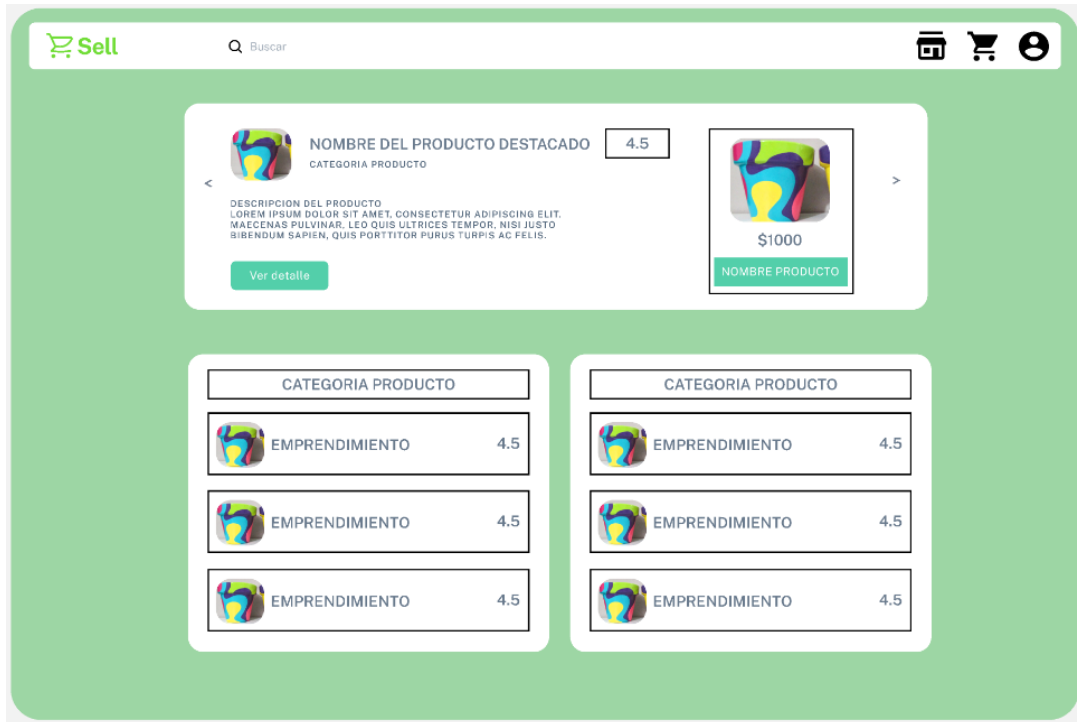 Sell
Buscar
NOMBRE DEL PRODUCTO DESTACADO
4.5
CATEGORIA PRODUCTO
<
>
DESCRIPCION DEL PRODUCTO
LOREM IPSUM DOLOR SIT AMET, CONSECTETUR ADIPISCING ELIT.
MAECENAS PULVINAR, LEO QUIS ULTRICES TEMPOR, NISI JUSTO
BIBENDUM SAPIEN, QUIS PORTTITOR PURUS TURPIS AC FELIS.
Ver detalle
$1000
NOMBRE PRODUCTO
CATEGORIA PRODUCTO
EMPRENDIMIENTO 4.5
EMPRENDIMIENTO 4.5
EMPRENDIMIENTO 4.5
CATEGORIA PRODUCTO
EMPRENDIMIENTO 4.5
EMPRENDIMIENTO 4.5
EMPRENDIMIENTO 4.5